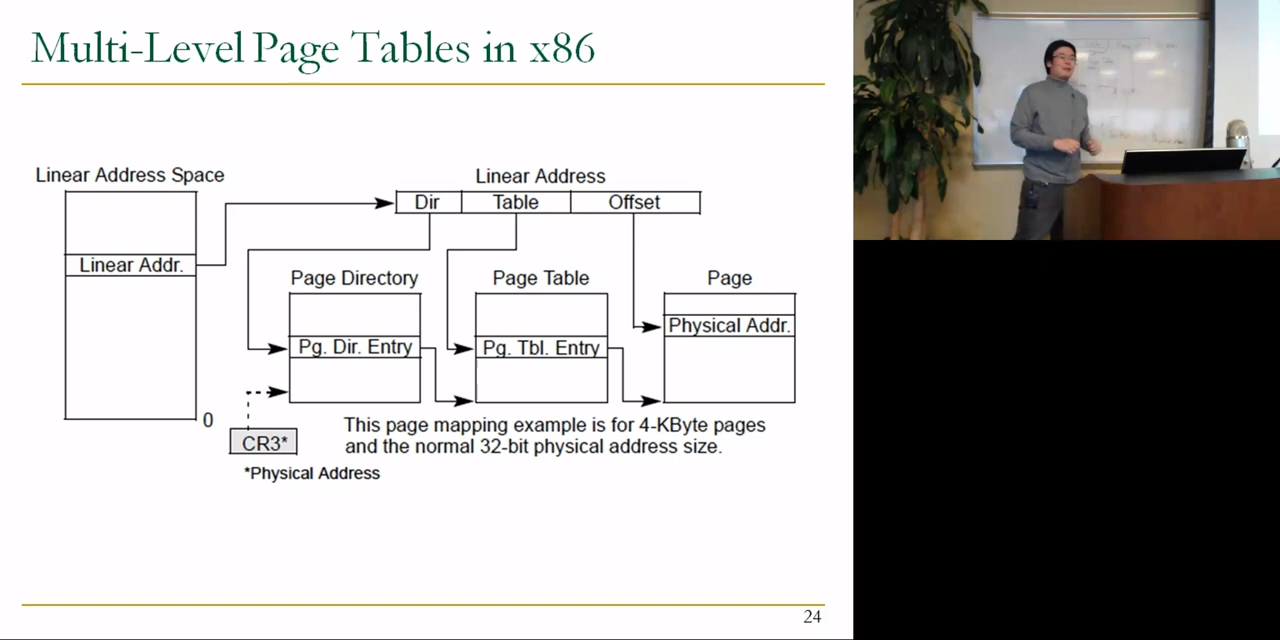 Multi-Level Page Tables in x86
Linear Address Space
Linear Address
Dir Table Offset
Linear Addr.
Page Directory
Page Table
Page
Physical Addr.
Pg. Dir. Entry
Pg. Tbl. Entry
0
CR3*
This page mapping example is for 4-KByte pages
and the normal 32-bit physical address size.
*Physical Address
24